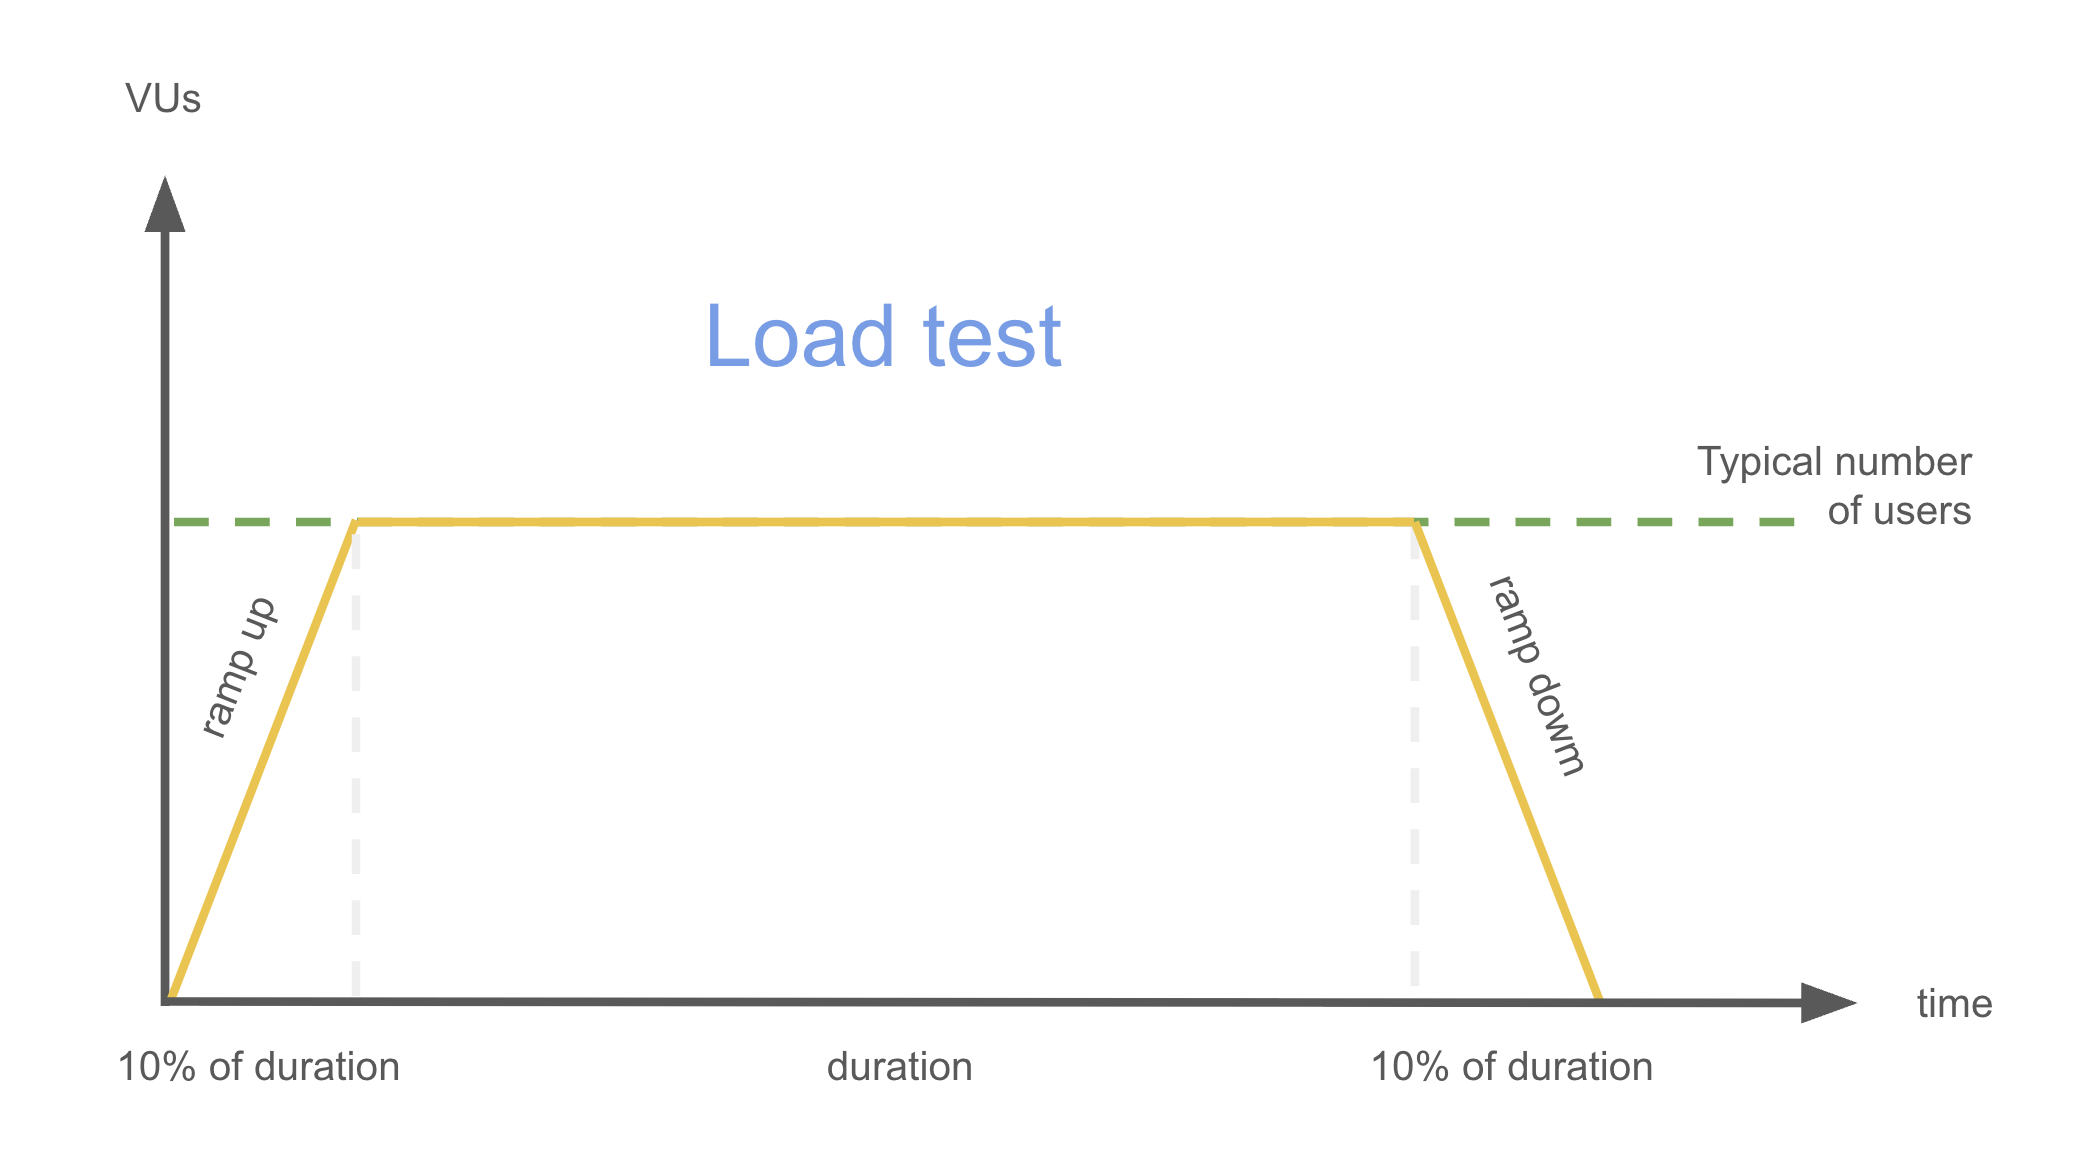 VUs
Load test
Typical number
of users
ramp up
ramp down
time
10% of duration
duration
10% of duration